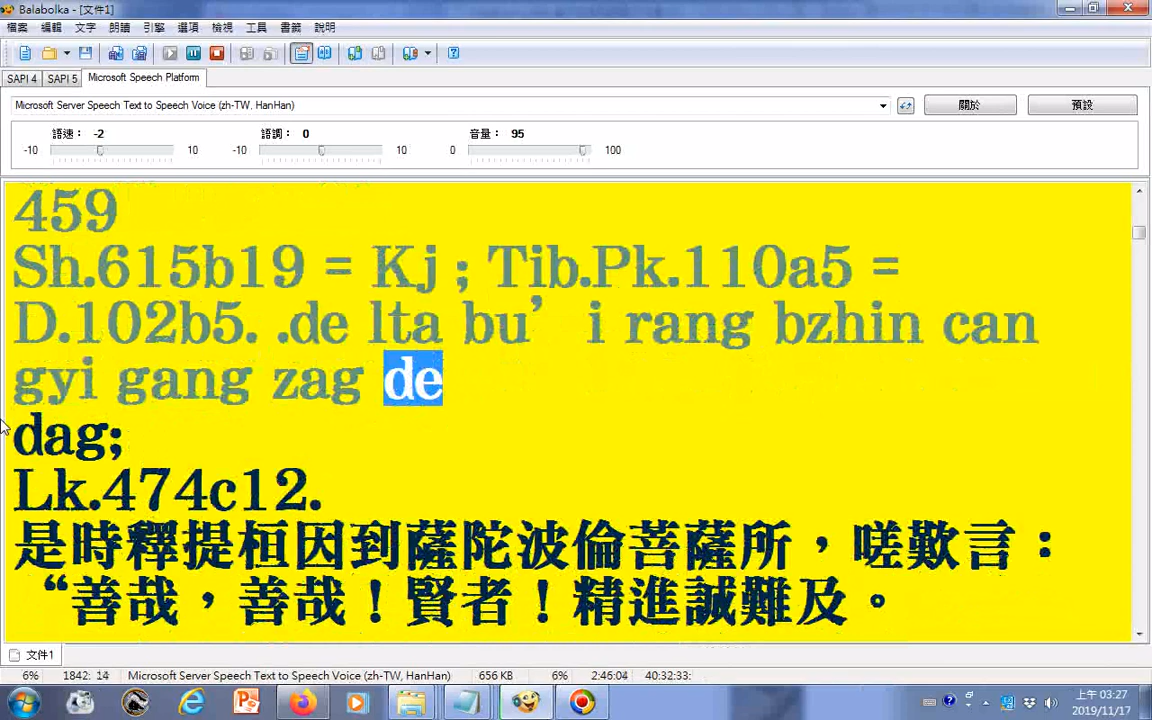 Balabolka - [文件1]
檔案 編輯 文字 朗讀 引擎 選項 檢視 工具 書籤 說明
SAPI 4 SAPI 5 Microsoft Speech Platform
Microsoft Server Speech Text to Speech Voice (zh-TW, HanHan) 關於 預設
語速： -2 語調： 0 音量： 95
-10 10 -10 10 0 100
459
Sh.615b19 = Kj ; Tib.Pk.110a5 =
D.102b5. .de lta bu’i rang bzhin can
gyi gang zag de
dag;
Lk.474c12.
是時釋提桓因到薩陀波倫菩薩所，嗟歎言：
“善哉，善哉！賢者！精進誠難及。
文件1
6% 1842: 14 Microsoft Server Speech Text to Speech Voice (zh-TW, HanHan) 656 KB 6% 2:46:04 40:32:33:
上午 03:27
2019/11/17